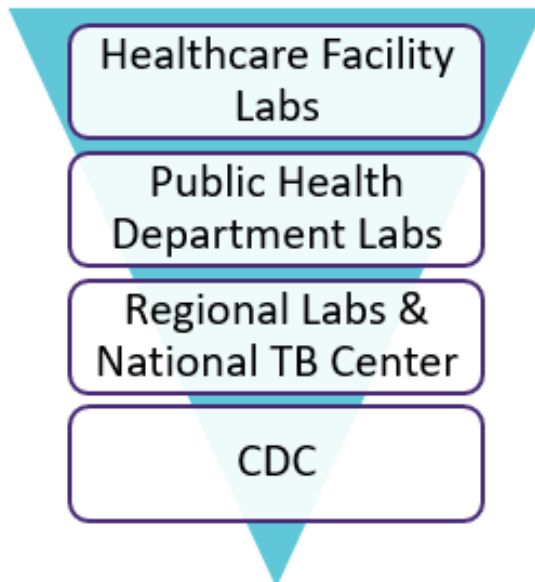 Healthcare Facility
Labs
Public Health
Department Labs
Regional Labs &
National TB Center
CDC